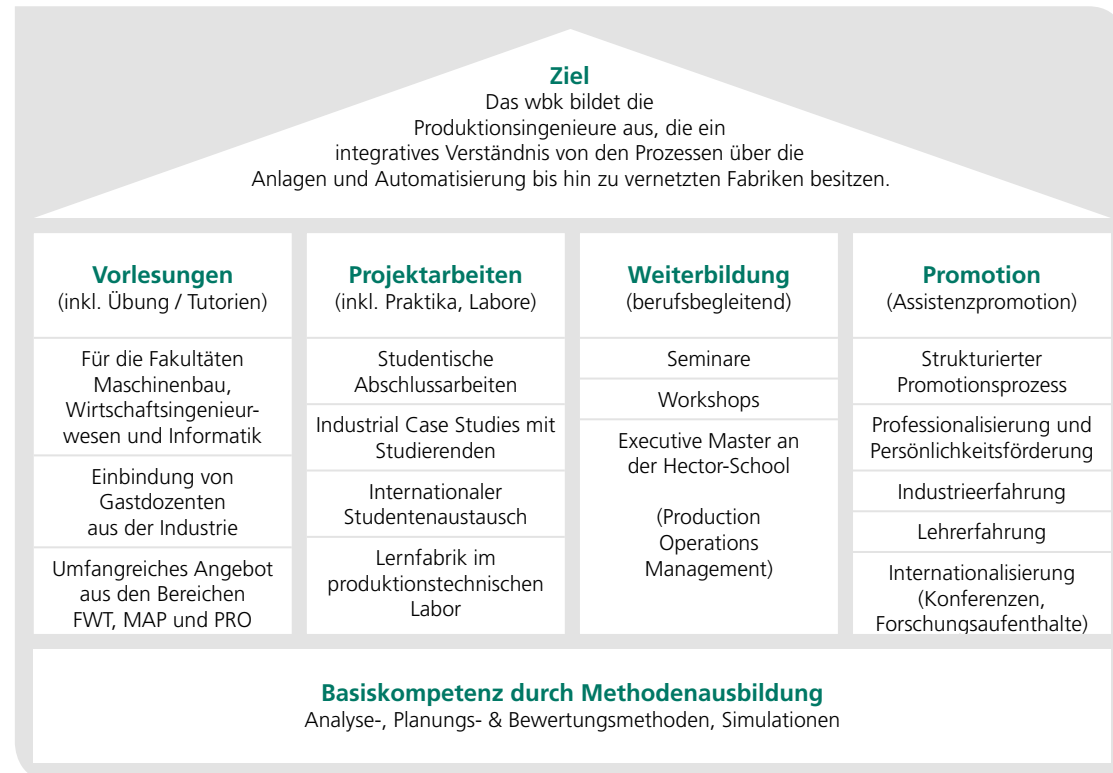 Ziel
Das wbk bildet die
Produktionsingenieure aus, die ein
integratives Verständnis von den Prozessen über die
Anlagen und Automatisierung bis hin zu vernetzten Fabriken besitzen.
Vorlesungen
(inkl. Übung / Tutorien)
Für die Fakultäten
Maschinenbau,
Wirtschaftsingenieur-
wesen und Informatik
Einbindung von
Gastdozenten
aus der Industrie
Umfangreiches Angebot
aus den Bereichen
FWT, MAP und PRO
Projektarbeiten
(inkl. Praktika, Labore)
Studentische
Abschlussarbeiten
Industrial Case Studies mit
Studierenden
Internationaler
Studentenaustausch
Lernfabrik im
produktionstechnischen
Labor
Weiterbildung
(berufsbegleitend)
Seminare
Workshops
Executive Master an
der Hector-School
(Production
Operations
Management)
Promotion
(Assistenzpromotion)
Strukturierter
Promotionsprozess
Professionalisierung und
Persönlichkeitsförderung
Industrieerfahrung
Lehrerfahrung
Internationalisierung
(Konferenzen,
Forschungsaufenthalte)
Basiskompetenz durch Methodenausbildung
Analyse-, Planungs- & Bewertungsmethoden, Simulationen